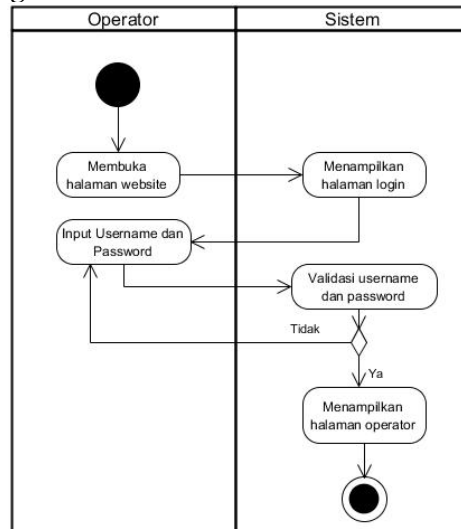 Operator
Sistem
Membuka
halaman website
Menampilkan
halaman login
Input Username dan
Password
Validasi username
dan password
Tidak
Ya
Menampilkan
halaman operator